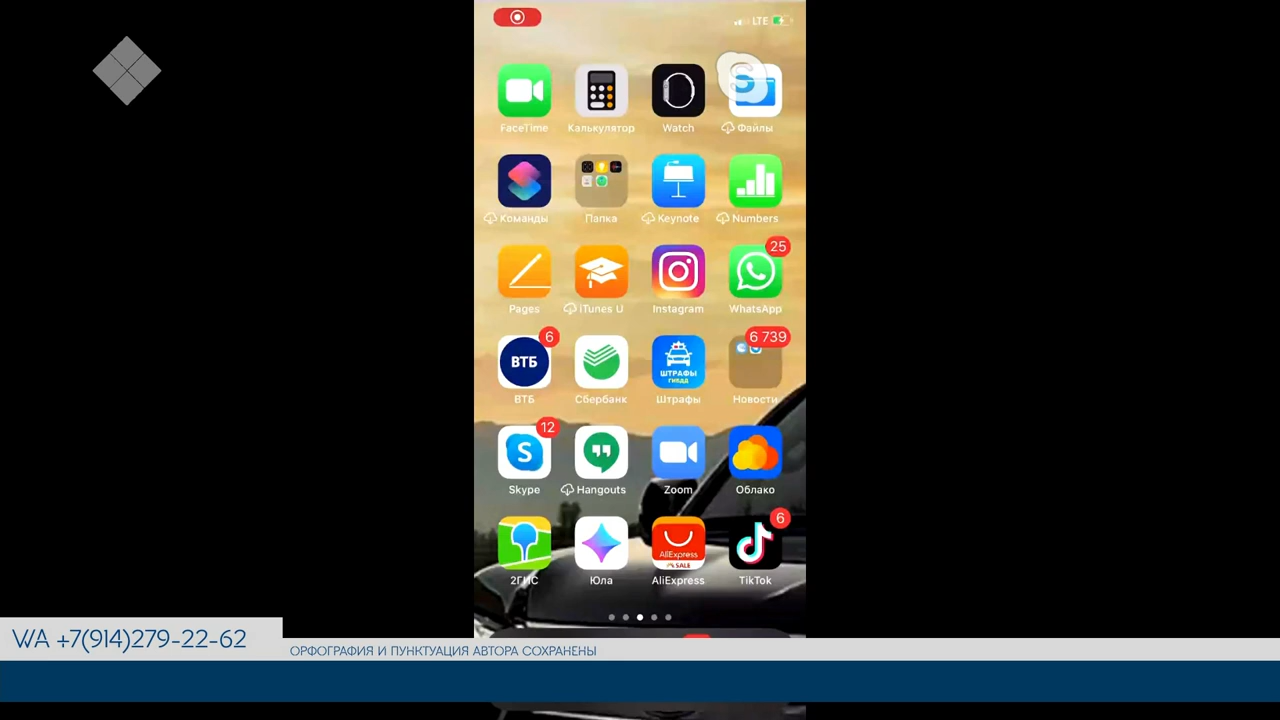 LTE
FaceTime
Калькулятор
Watch
Файлы
Команды
Папка
Keynote
Numbers
25
Pages
iTunes U
Instagram
WhatsApp
6
ВТБ
ШТРАФЫ
ГИБДД
6 739
ВТБ
Сбербанк
Штрафы
Новости
12
S
Skype
Hangouts
Zoom
Облако
AliExpress
SALE
6
2ГИС
Юла
AliExpress
TikTok
WA +7(914)279-22-62
ОРФОГРАФИЯ И ПУНКТУАЦИЯ АВТОРА СОХРАНЕНЫ